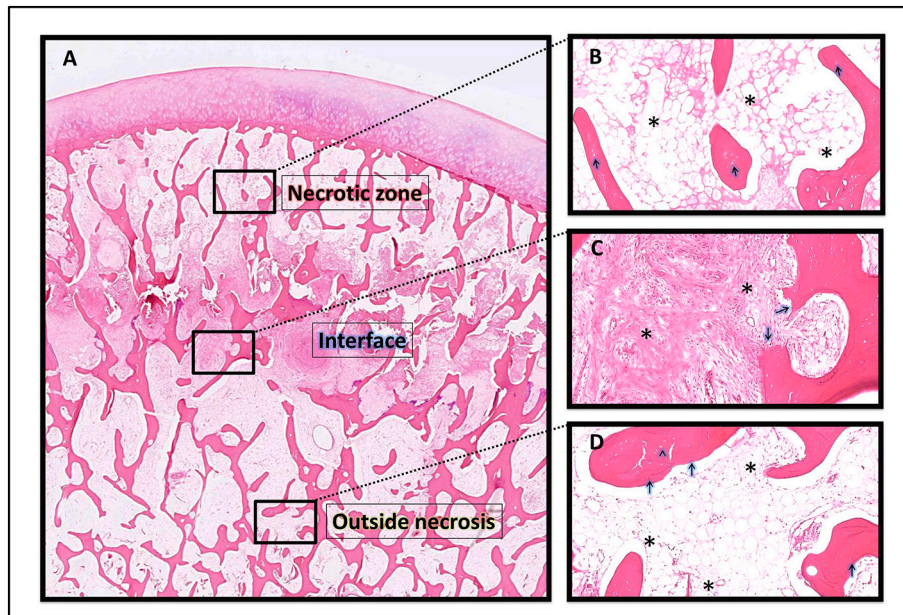 A
Necrotic zone
Interface
Outside necrosis
B
*
*
*
C
*
*
D
*
*
*